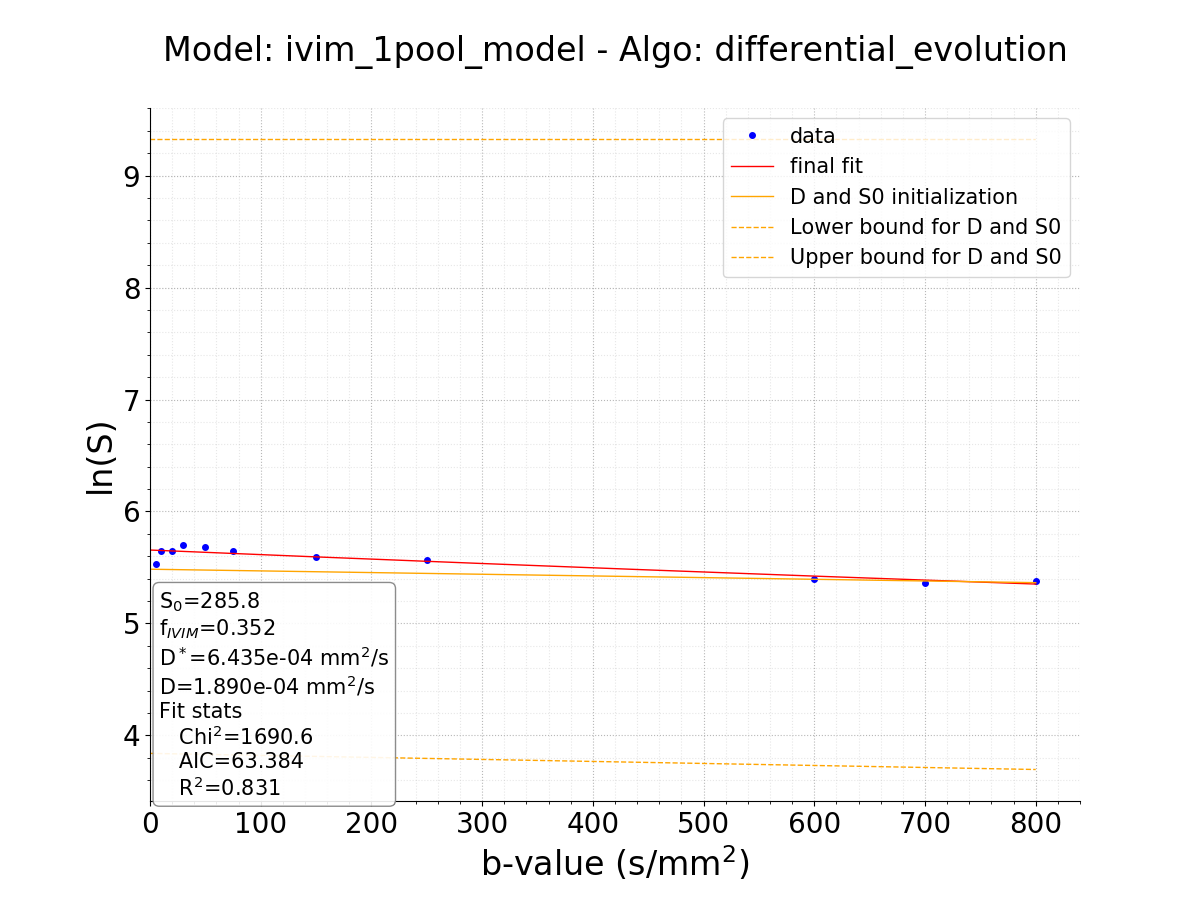 Model: ivim_1pool_model - Algo: differential_evolution
data
final fit
D and S0 initialization
Lower bound for D and S0
Upper bound for D and S0
ln(S)
9
8
7
6
5
4
S₀=285.8
f_IVIM=0.352
D*=6.435e-04 mm²/s
D=1.890e-04 mm²/s
Fit stats
Chi²=1690.6
AIC=63.384
R²=0.831
0 100 200 300 400 500 600 700 800
b-value (s/mm²)